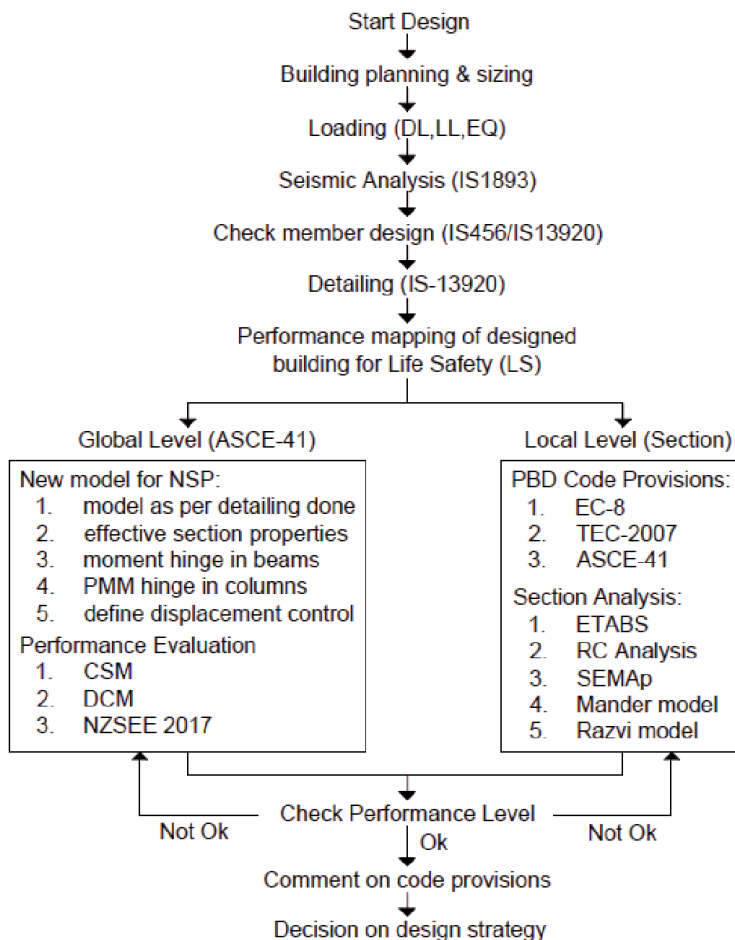 Start Design
Building planning & sizing
Loading (DL,LL,EQ)
Seismic Analysis (IS1893)
Check member design (IS456/IS13920)
Detailing (IS-13920)
Performance mapping of designed
building for Life Safety (LS)
Global Level (ASCE-41)
New model for NSP:
1. model as per detailing done
2. effective section properties
3. moment hinge in beams
4. PMM hinge in columns
5. define displacement control
Performance Evaluation
1. CSM
2. DCM
3. NZSEE 2017
Local Level (Section)
PBD Code Provisions:
1. EC-8
2. TEC-2007
3. ASCE-41
Section Analysis:
1. ETABS
2. RC Analysis
3. SEMAp
4. Mander model
5. Razvi model
Check Performance Level
Not Ok
Ok
Not Ok
Comment on code provisions
Decision on design strategy